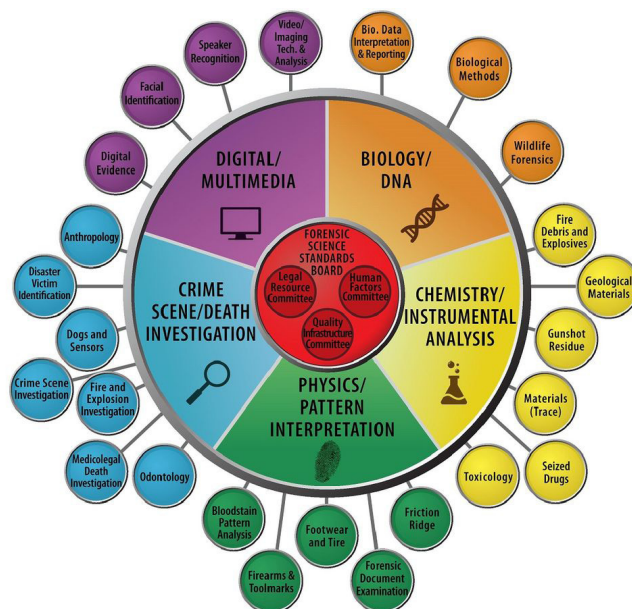 Video/
Imaging
Tech. &
Analysis
Bio. Data
Interpretation
& Reporting
Speaker
Recognition
Biological
Methods
Facial
Identification
Wildlife
Forensics
Digital
Evidence
DIGITAL/
MULTIMEDIA
BIOLOGY/
DNA
Anthropology
Fire
Debris and
Explosives
FORENSIC
SCIENCE
STANDARDS
BOARD
Legal
Resource
Committee
Human
Factors
Committee
Quality
Infrastructure
Committee
Disaster
Victim
Identification
Geological
Materials
CRIME
SCENE/DEATH
INVESTIGATION
CHEMISTRY/
INSTRUMENTAL
ANALYSIS
Dogs and
Sensors
Gunshot
Residue
Crime Scene
Investigation
Fire and
Explosion
Investigation
PHYSICS/
PATTERN
INTERPRETATION
Materials
(Trace)
Medicolegal
Death
Investigation
Odontology
Toxicology
Seized
Drugs
Bloodstain
Pattern
Analysis
Footwear
and Tire
Friction
Ridge
Firearms &
Toolmarks
Forensic
Document
Examination